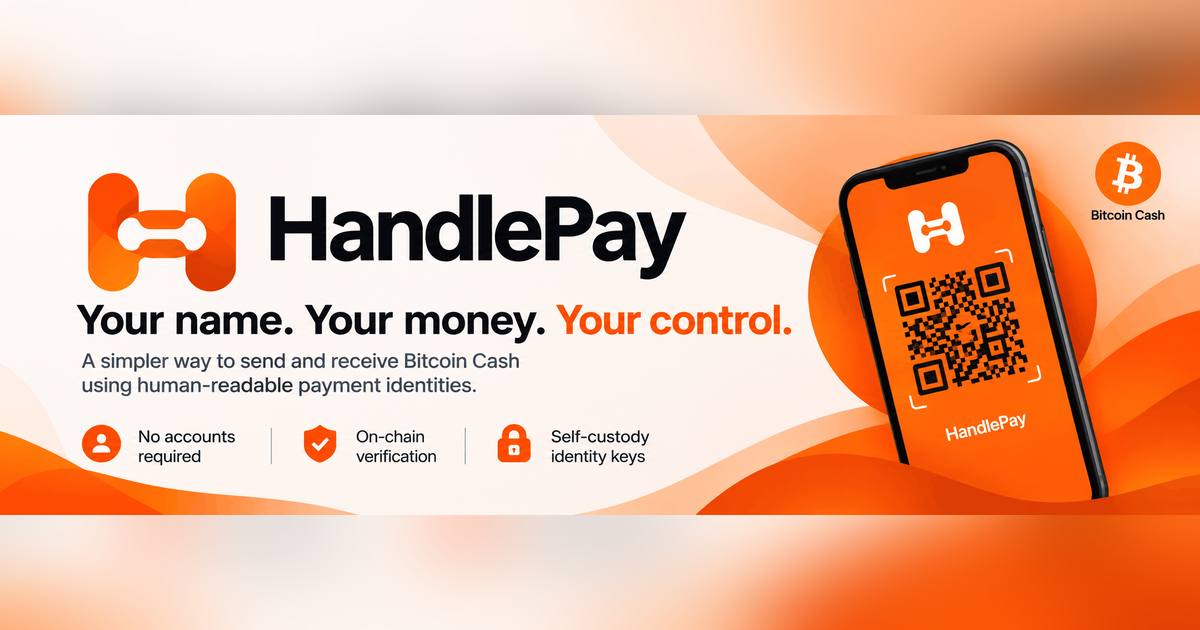 HandlePay
Your name. Your money. Your control.
A simpler way to send and receive Bitcoin Cash
using human-readable payment identities.
No accounts
required
On-chain
verification
Self-custody
identity keys
HandlePay
Bitcoin Cash